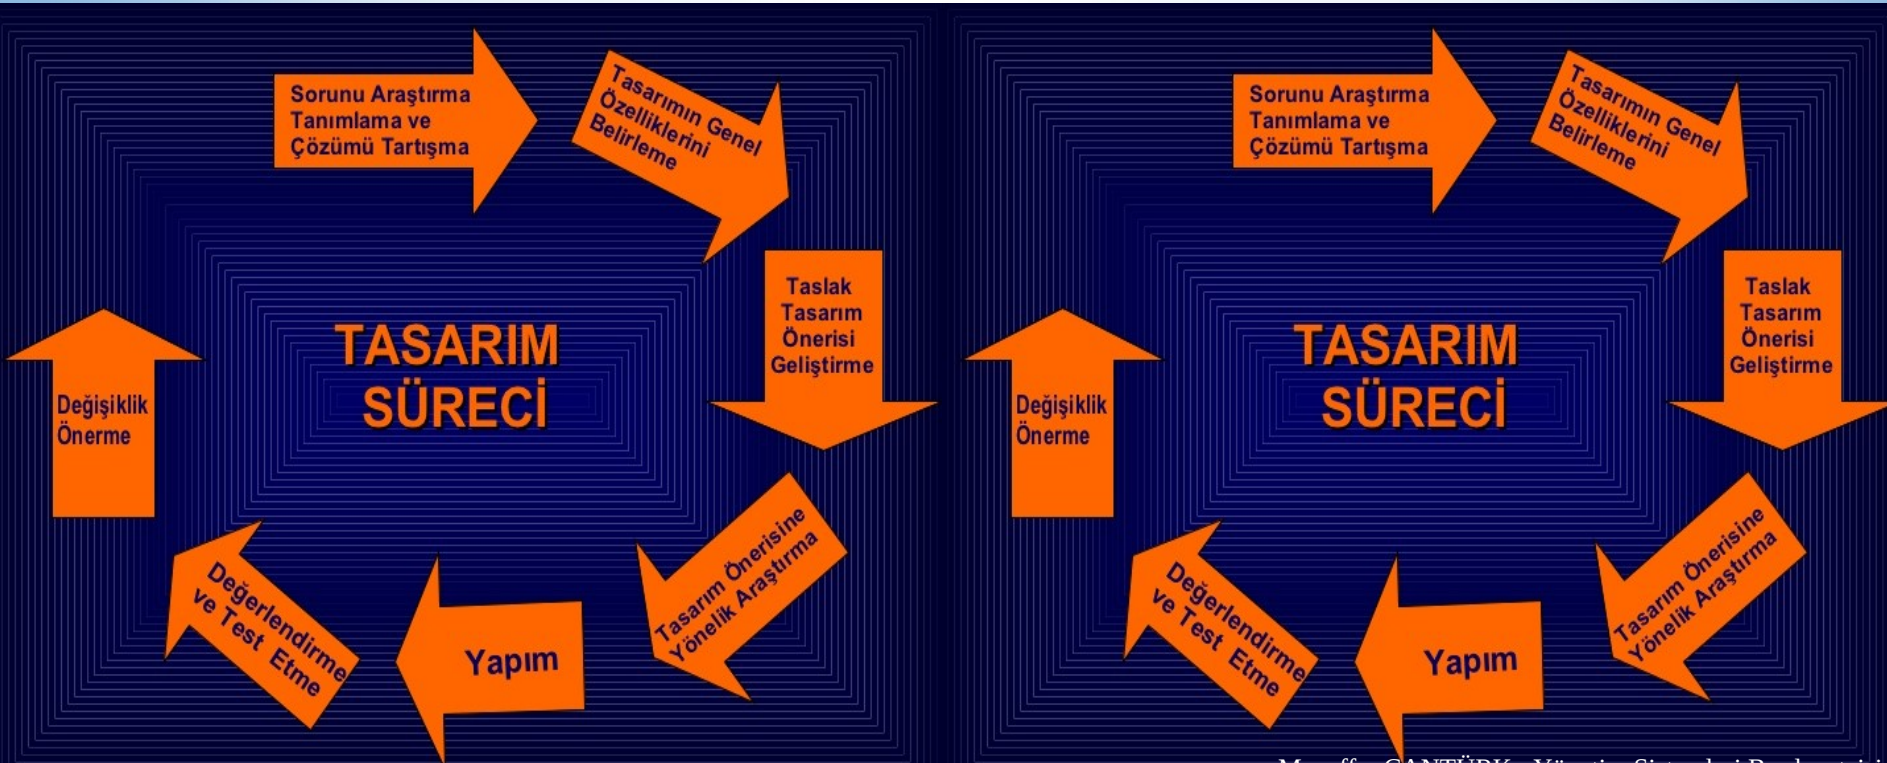 Sorunu Araştırma
Tanımlama ve
Çözümü Tartışma
Tasarımın Genel
Özelliklerini
Belirleme
Taslak
Tasarım
Önerisi
Geliştirme
Tasarım Önerisine
Yönelik Araştırma
Yapım
Değerlendirme
ve Test Etme
Değişiklik
Önerme
TASARIM
SÜRECİ
Sorunu Araştırma
Tanımlama ve
Çözümü Tartışma
Tasarımın Genel
Özelliklerini
Belirleme
Taslak
Tasarım
Önerisi
Geliştirme
Tasarım Önerisine
Yönelik Araştırma
Yapım
Değerlendirme
ve Test Etme
Değişiklik
Önerme
TASARIM
SÜRECİ